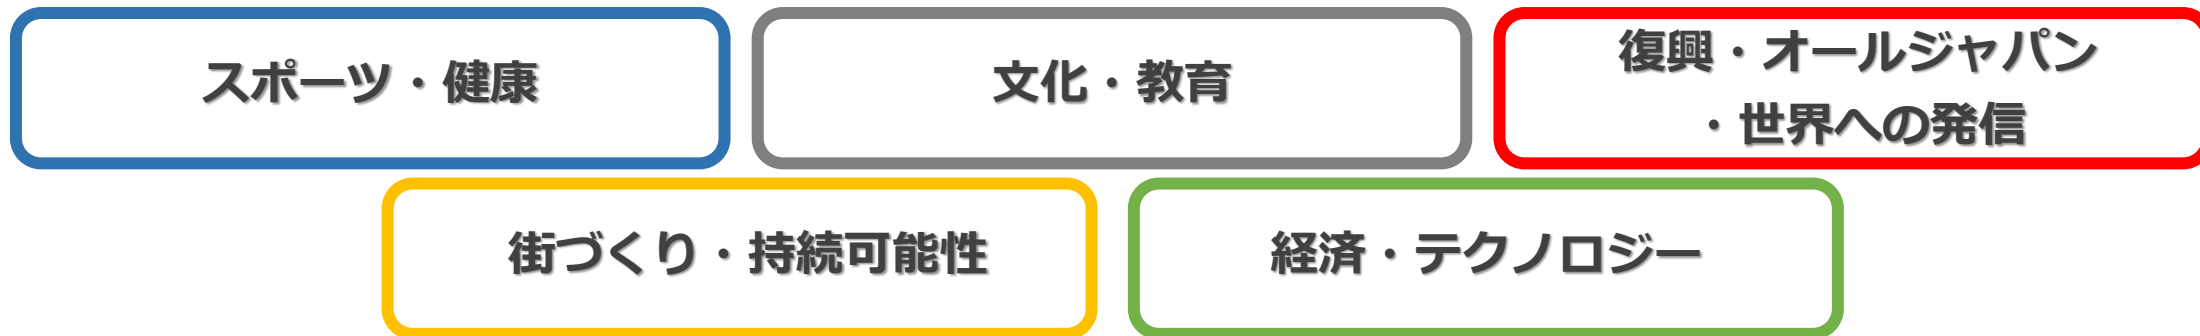 スポーツ・健康
文化・教育
復興・オールジャパン
・世界への発信
街づくり・持続可能性
経済・テクノロジー